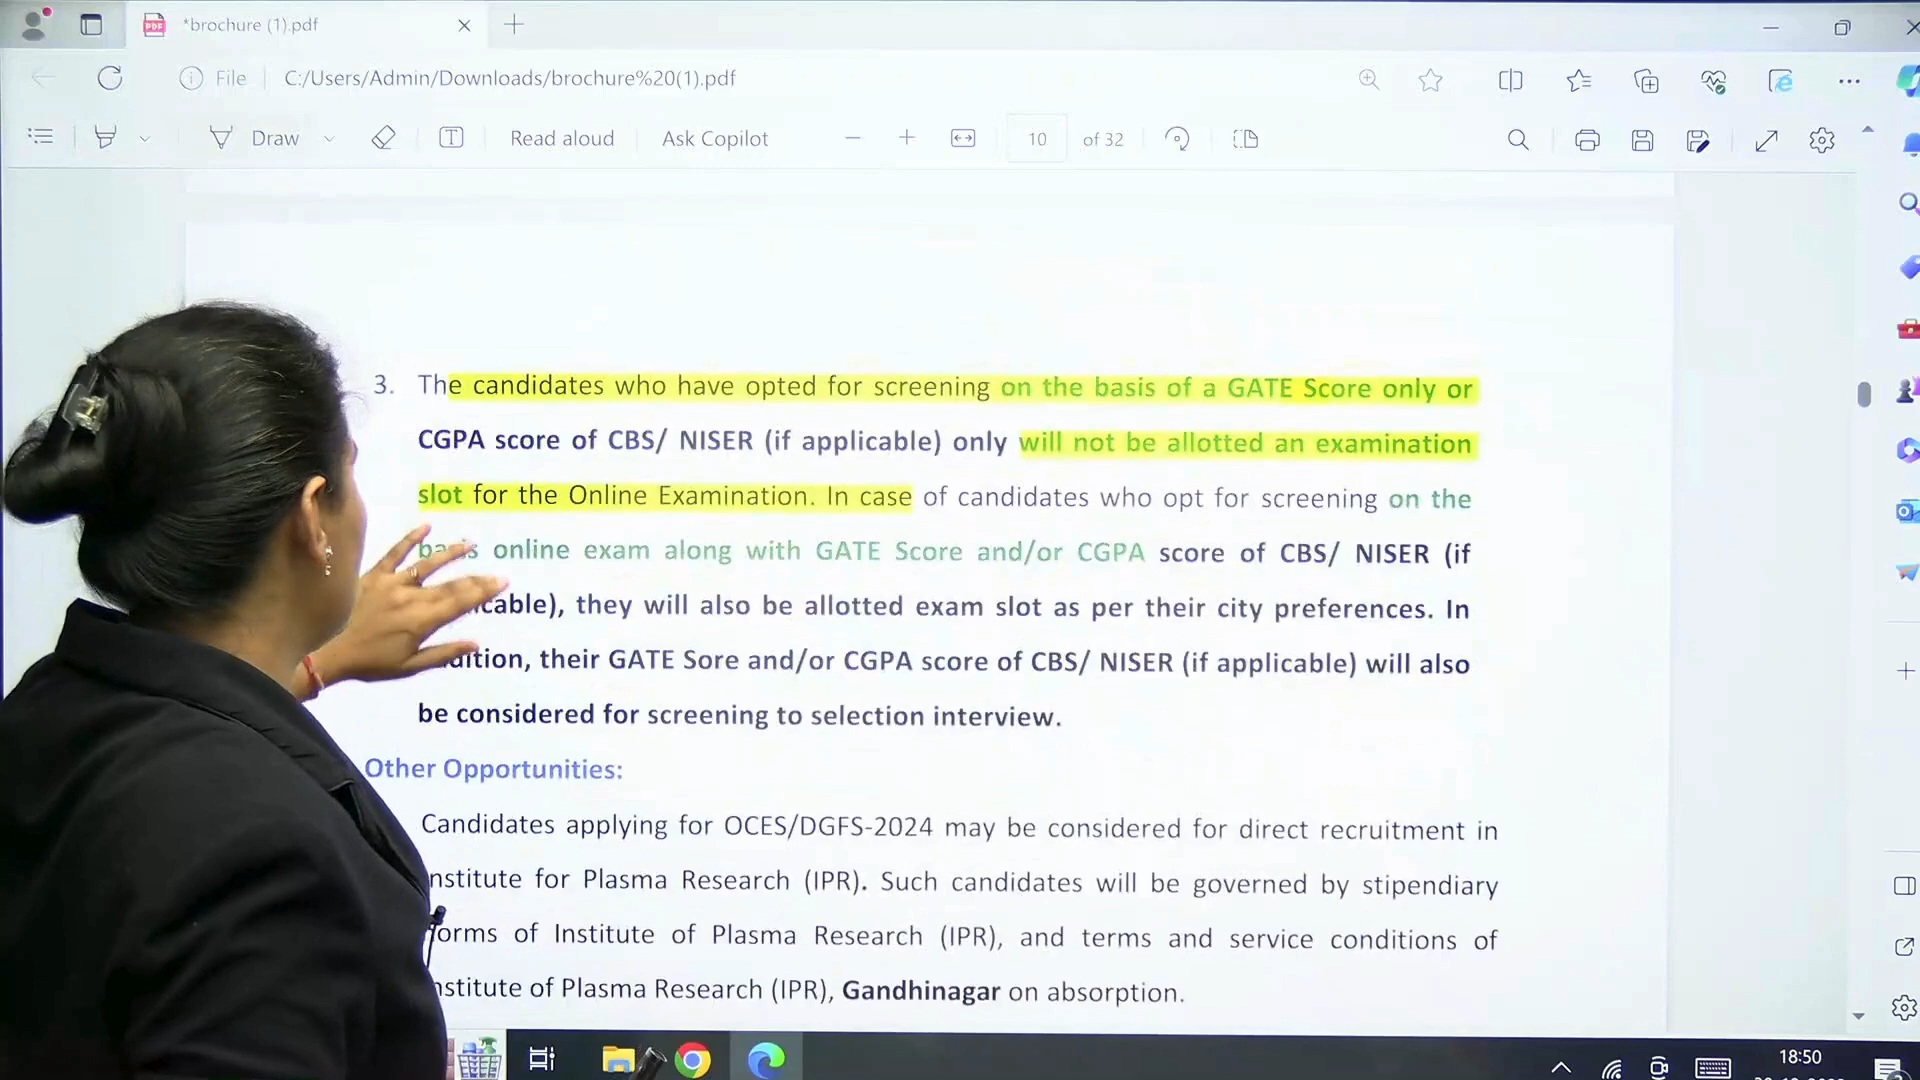 *brochure (1).pdf
File
C:/Users/Admin/Downloads/brochure%20(1).pdf
Draw
Read aloud
Ask Copilot
10
of 32
3. The candidates who have opted for screening on the basis of a GATE Score only or
CGPA score of CBS/ NISER (if applicable) only will not be allotted an examination
slot for the Online Examination. In case of candidates who opt for screening on the
basis online exam along with GATE Score and/or CGPA score of CBS/ NISER (if
cable), they will also be allotted exam slot as per their city preferences. In
dition, their GATE Sore and/or CGPA score of CBS/ NISER (if applicable) will also
be considered for screening to selection interview.
Other Opportunities:
Candidates applying for OCES/DGFS-2024 may be considered for direct recruitment in
nstitute for Plasma Research (IPR). Such candidates will be governed by stipendiary
orms of Institute of Plasma Research (IPR), and terms and service conditions of
nstitute of Plasma Research (IPR), Gandhinagar on absorption.
18:50